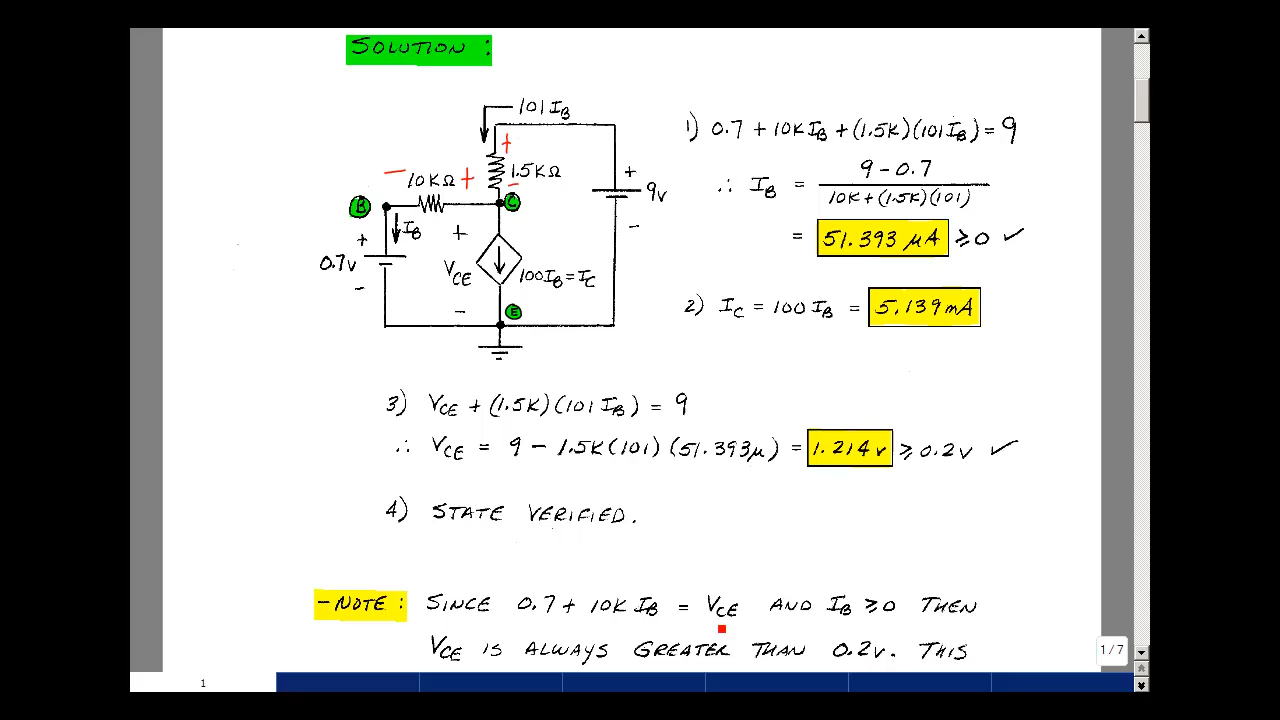 SOLUTION :
101 IB
1.5KΩ
10KΩ
+
-
+
-
+
9V
-
B
C
IB
+
0.7V
-
+
VCE
-
100IB = IC
E
1) 0.7 + 10K IB + (1.5K)(101 IB) = 9
∴ IB = 9 - 0.7
10K + (1.5K)(101)
= 51.393 μA ≥ 0 ✓
2) IC = 100 IB = 5.139 mA
3) VCE + (1.5K)(101 IB) = 9
∴ VCE = 9 - 1.5K(101)(51.393μ) = 1.214 V ≥ 0.2V ✓
4) STATE VERIFIED.
- NOTE : SINCE 0.7 + 10K IB = VCE AND IB ≥ 0 THEN
VCE IS ALWAYS GREATER THAN 0.2V. THIS
1/7
1